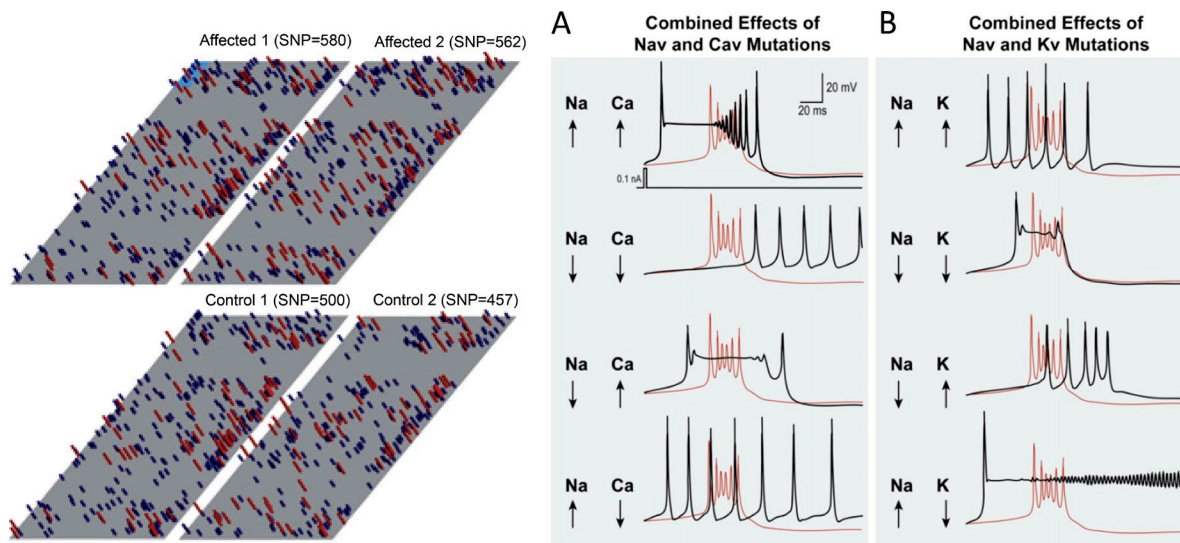 Affected 1 (SNP=580)
Affected 2 (SNP=562)
Control 1 (SNP=500)
Control 2 (SNP=457)
A
Combined Effects of
Nav and Cav Mutations
Na Ca
↑ ↑
20 mV
20 ms
0.1 nA
Na Ca
↓ ↓
Na Ca
↓ ↑
Na Ca
↑ ↓
B
Combined Effects of
Nav and Kv Mutations
Na K
↑ ↑
Na K
↓ ↓
Na K
↓ ↑
Na K
↑ ↓